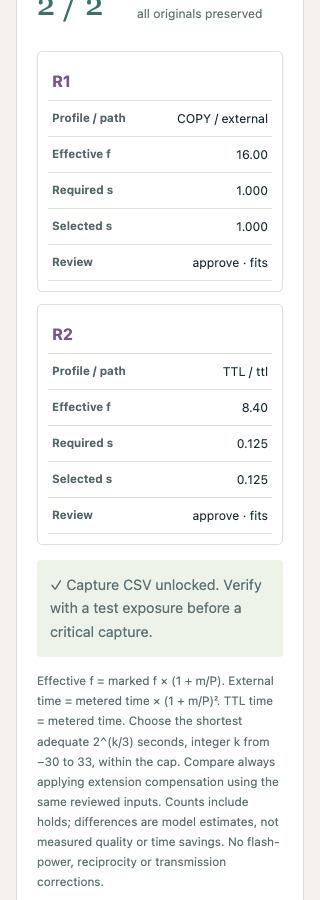 2 / 2
all originals preserved
R1
Profile / path COPY / external
Effective f 16.00
Required s 1.000
Selected s 1.000
Review approve · fits
R2
Profile / path TTL / ttl
Effective f 8.40
Required s 0.125
Selected s 0.125
Review approve · fits
✓ Capture CSV unlocked. Verify
with a test exposure before a
critical capture.
Effective f = marked f × (1 + m/P). External
time = metered time × (1 + m/P)². TTL time
= metered time. Choose the shortest
adequate 2^(k/3) seconds, integer k from
−30 to 33, within the cap. Compare always
applying extension compensation using the
same reviewed inputs. Counts include
holds; differences are model estimates, not
measured quality or time savings. No flash-
power, reciprocity or transmission
corrections.